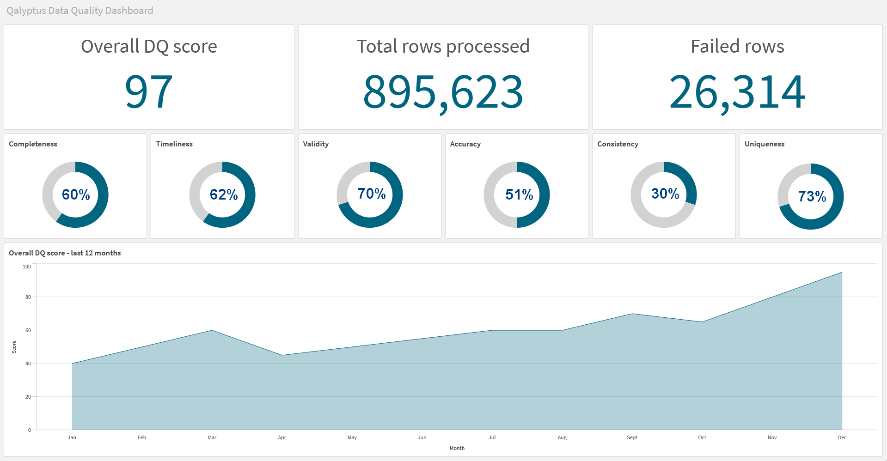 Qalyptus Data Quality Dashboard
Overall DQ score
97
Total rows processed
895,623
Failed rows
26,314
Completeness
60%
Timeliness
62%
Validity
70%
Accuracy
51%
Consistency
30%
Uniqueness
73%
Overall DQ score - last 12 months
100
80
60
40
20
0
Score
Jan Feb Mar Apr May Jun Jul Aug Sept Oct Nov Dec
Month